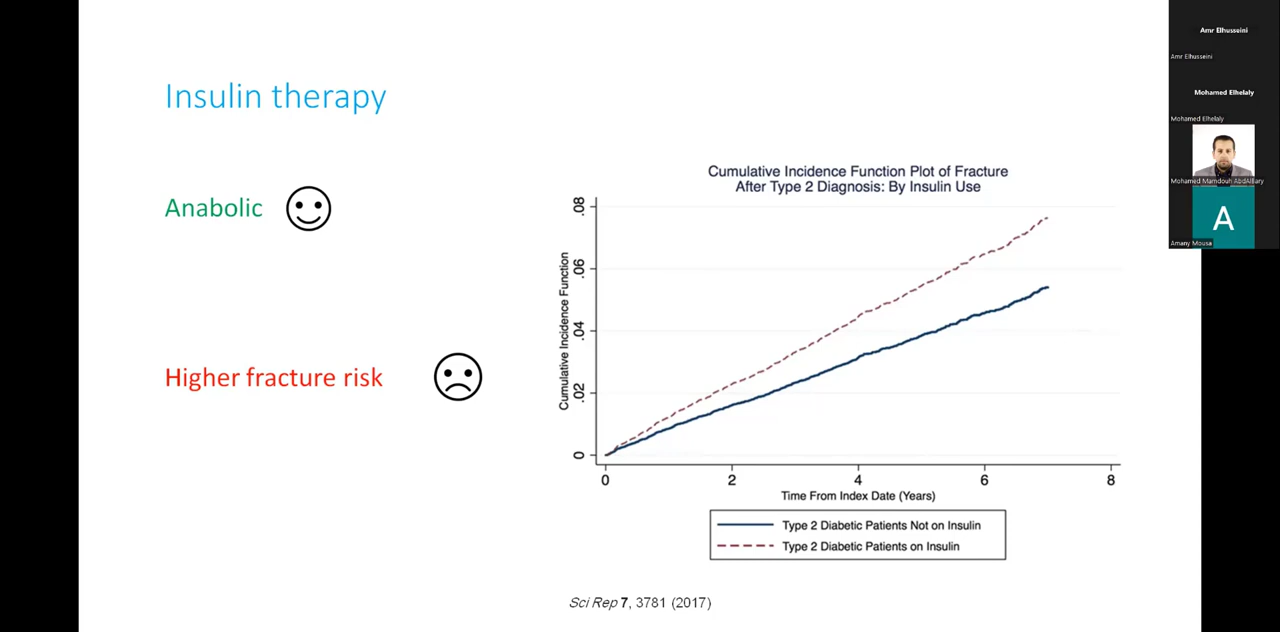 Insulin therapy
Anabolic
Higher fracture risk
Cumulative Incidence Function Plot of Fracture
After Type 2 Diagnosis: By Insulin Use
Cumulative Incidence Function
.08
.06
.04
.02
0
0 2 4 6 8
Time From Index Date (Years)
Type 2 Diabetic Patients Not on Insulin
Type 2 Diabetic Patients on Insulin
Sci Rep 7, 3781 (2017)
Amr Elhusseini
Amr Elhusseini
Mohamed Elhelaly
Mohamed Elhelaly
Mohamed Mamdouh AbdAlBary
A
Amany Mousa